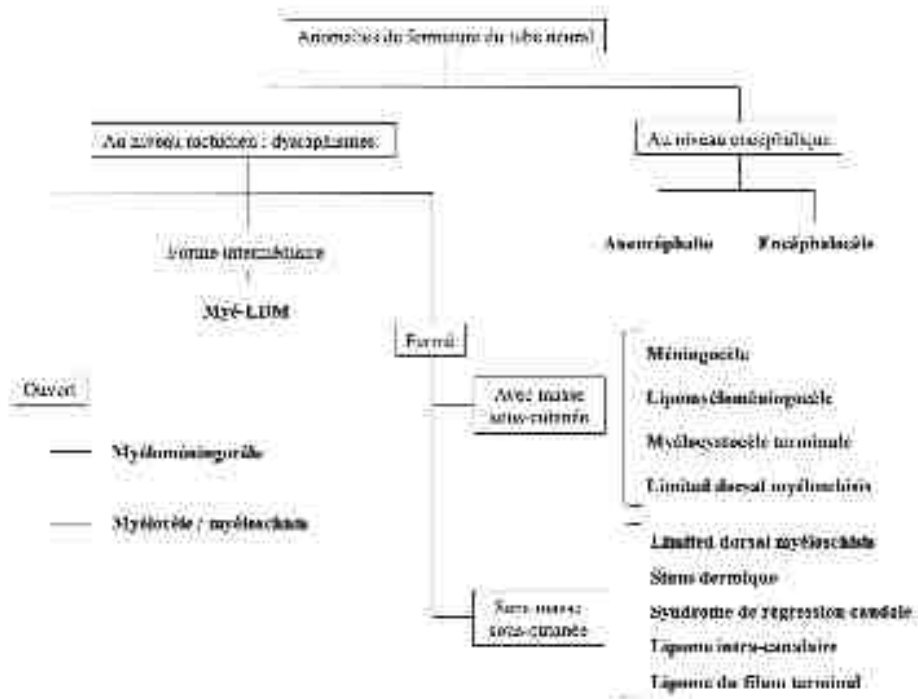 Anomalies de fermeture du tube neural
Au niveau rachidien : dysraphismes
Au niveau encéphalique
Anencéphalie
Encéphalocèle
Forme intermédiaire
Myé-LDM
Fermé
Ouvert
Myéloméningocèle
Myélocèle / myéloschisis
Avec masse
sous-cutanée
Méningocèle
Lipomyéloméningocèle
Myélocystocèle terminale
Limited dorsal myéloschisis
Sans masse
sous-cutanée
Limited dorsal myéloschisis
Sinus dermique
Syndrome de régression caudale
Lipome intra-canalaire
Lipome du filum terminal